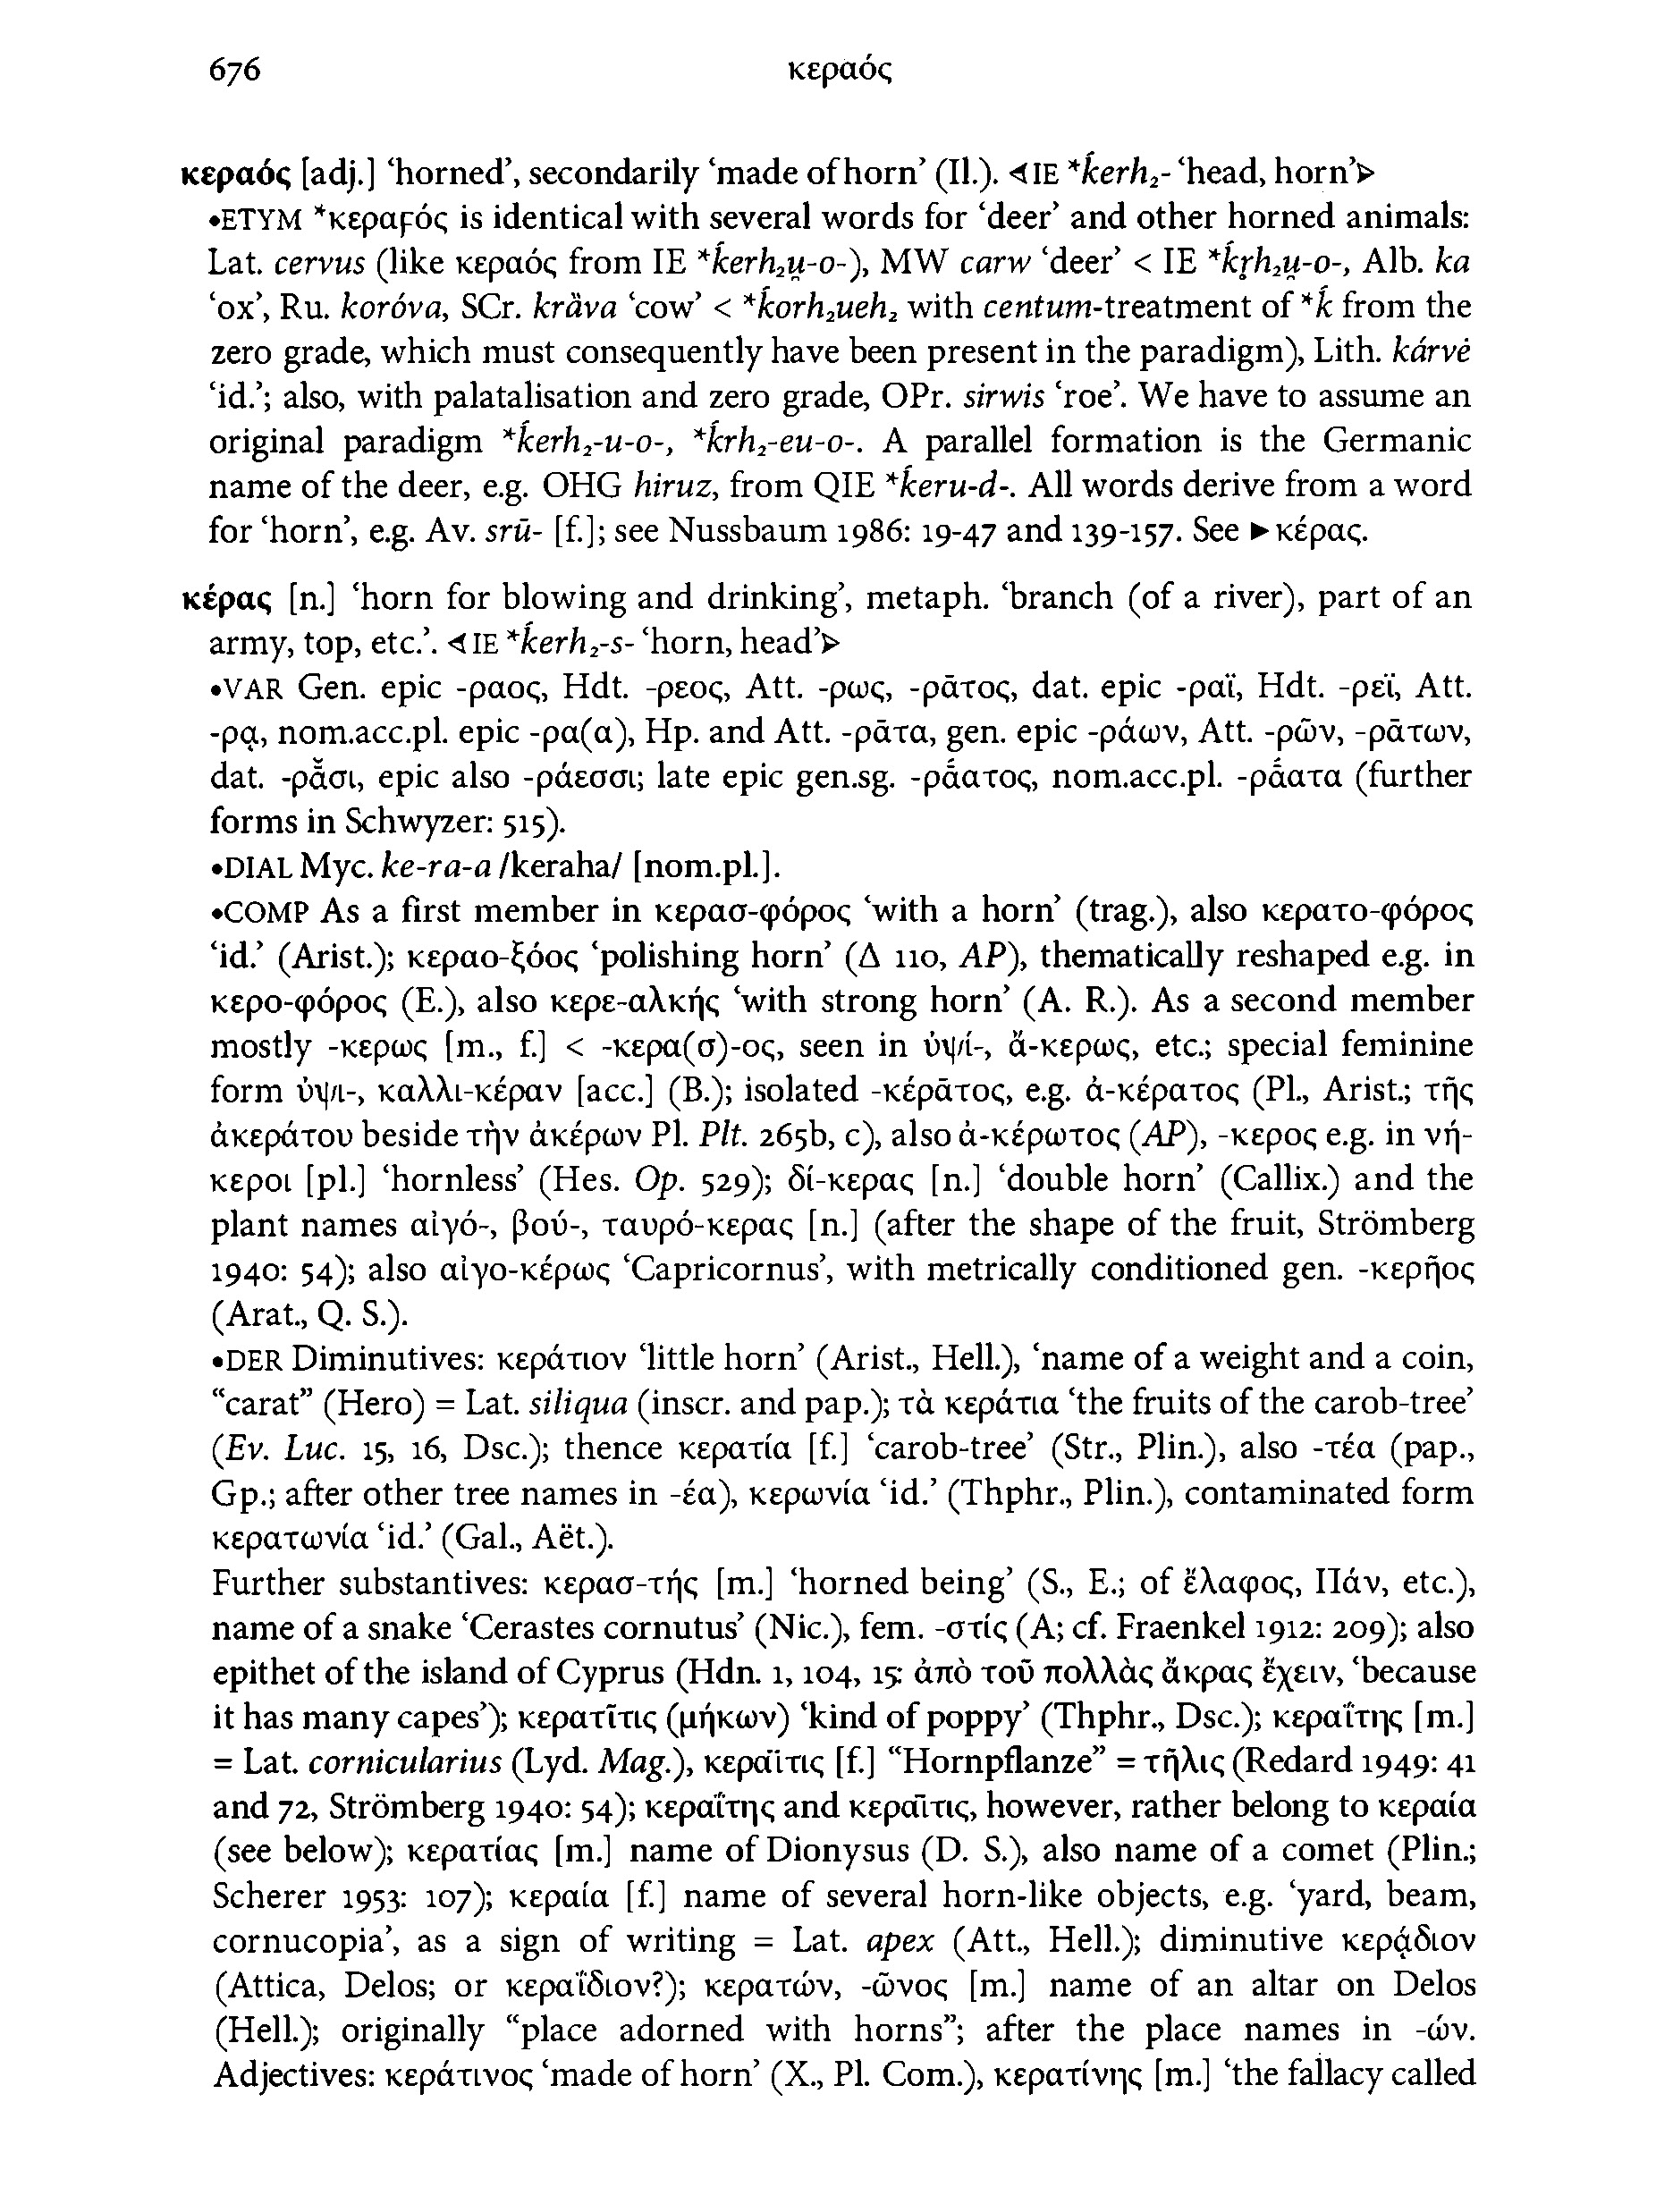 676 κεραός
κεραός [adj.] ‘horned’, secondarily ‘made of horn’ (Il.). ⊲ IE *ḱerh₂- ‘head, horn’⊳
•ETYM *κεραϝός is identical with several words for ‘deer’ and other horned animals:
Lat. cervus (like κεραός from IE *ḱerh₂u̯-o-), MW carw ‘deer’ < IE *ḱr̥h₂u̯-o-, Alb. ka
‘ox’, Ru. koróva, SCr. krȁva ‘cow’ < *ḱorh₂ueh₂ with centum-treatment of *ḱ from the
zero grade, which must consequently have been present in the paradigm), Lith. kárvė
‘id.’; also, with palatalisation and zero grade, OPr. sirwis ‘roe’. We have to assume an
original paradigm *ḱerh₂-u-o-, *ḱrh₂-eu-o-. A parallel formation is the Germanic
name of the deer, e.g. OHG hiruz, from QIE *ḱeru-d-. All words derive from a word
for ‘horn’, e.g. Av. srū- [f.]; see Nussbaum 1986: 19-47 and 139-157. See ►κέρας.
κέρας [n.] ‘horn for blowing and drinking’, metaph. ‘branch (of a river), part of an
army, top, etc.’. ⊲ IE *ḱerh₂-s- ‘horn, head’⊳
•VAR Gen. epic -ραος, Hdt. -ρεος, Att. -ρως, -ρᾱτος, dat. epic -ραϊ, Hdt. -ρεϊ, Att.
-ρᾳ, nom.acc.pl. epic -ρα(α), Hp. and Att. -ρᾱτα, gen. epic -ράων, Att. -ρῶν, -ρᾱτων,
dat. -ρᾰσι, epic also -ράεσσι; late epic gen.sg. -ρά̄ατος, nom.acc.pl. -ρά̄ατα (further
forms in Schwyzer: 515).
•DIAL Myc. ke-ra-a /keraha/ [nom.pl.].
•COMP As a first member in κερασ-φόρος ‘with a horn’ (trag.), also κερατο-φόρος
‘id.’ (Arist.); κεραο-ξόος ‘polishing horn’ (Δ 110, AP), thematically reshaped e.g. in
κερο-φόρος (E.), also κερε-αλκής ‘with strong horn’ (A. R.). As a second member
mostly -κερως [m., f.] < -κερα(σ)-ος, seen in ὑψί-, ἄ-κερως, etc.; special feminine
form ὑψι-, καλλι-κέραν [acc.] (B.); isolated -κέρᾱτος, e.g. ἀ-κέρατος (Pl., Arist.; τῆς
ἀκεράτου beside τὴν ἀκέρων Pl. Plt. 265b, c), also ἀ-κέρωτος (AP), -κερος e.g. in νή-
κεροι [pl.] ‘hornless’ (Hes. Op. 529); δί-κερας [n.] ‘double horn’ (Callix.) and the
plant names αἰγό-, βού-, ταυρό-κερας [n.] (after the shape of the fruit, Strömberg
1940: 54); also αἰγο-κέρως ‘Capricornus’, with metrically conditioned gen. -κερῆος
(Arat., Q. S.).
•DER Diminutives: κεράτιον ‘little horn’ (Arist., Hell.), ‘name of a weight and a coin,
“carat” (Hero) = Lat. siliqua (inscr. and pap.); τὰ κεράτια ‘the fruits of the carob-tree’
(Ev. Luc. 15, 16, Dsc.); thence κερατία [f.] ‘carob-tree’ (Str., Plin.), also -τέα (pap.,
Gp.; after other tree names in -έα), κερωνία ‘id.’ (Thphr., Plin.), contaminated form
κερατωνία ‘id.’ (Gal., Aët.).
Further substantives: κερασ-τής [m.] ‘horned being’ (S., E.; of ἔλαφος, Πάν, etc.),
name of a snake ‘Cerastes cornutus’ (Nic.), fem. -στίς (A; cf. Fraenkel 1912: 209); also
epithet of the island of Cyprus (Hdn. 1, 104, 15: ἀπὸ τοῦ πολλὰς ἄκρας ἔχειν, ‘because
it has many capes’); κερατῖτις (μήκων) ‘kind of poppy’ (Thphr., Dsc.); κεραΐτης [m.]
= Lat. cornicularius (Lyd. Mag.), κεραῖτις [f.] “Hornpflanze” = τῆλις (Redard 1949: 41
and 72, Strömberg 1940: 54); κεραΐτης and κεραῖτις, however, rather belong to κεραία
(see below); κερατίας [m.] name of Dionysus (D. S.), also name of a comet (Plin.;
Scherer 1953: 107); κεραία [f.] name of several horn-like objects, e.g. ‘yard, beam,
cornucopia’, as a sign of writing = Lat. apex (Att., Hell.); diminutive κερᾴδιον
(Attica, Delos; or κεραΐδιον?); κερατών, -ῶνος [m.] name of an altar on Delos
(Hell.); originally “place adorned with horns”; after the place names in -ών.
Adjectives: κεράτινος ‘made of horn’ (X., Pl. Com.), κερατίνης [m.] ‘the fallacy called